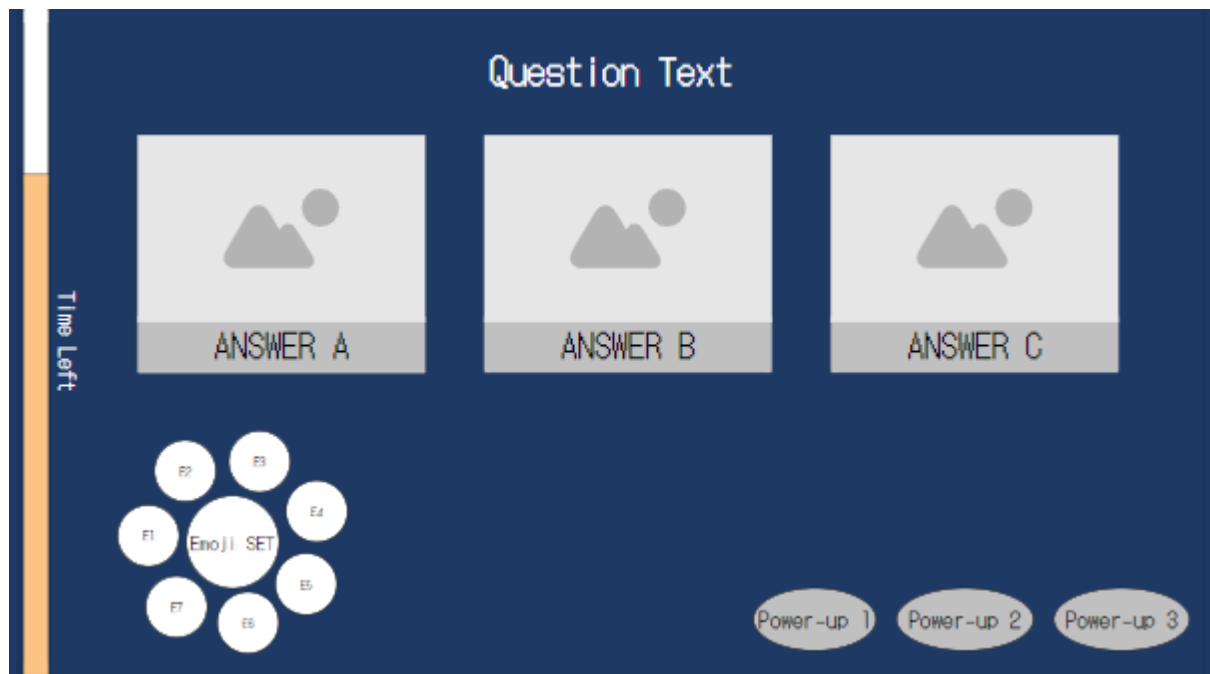 Question Text
ANSWER A
ANSWER B
ANSWER C
Time Left
E3
E2
E4
E1
Emoji SET
E5
E7
E6
Power-up 1
Power-up 2
Power-up 3